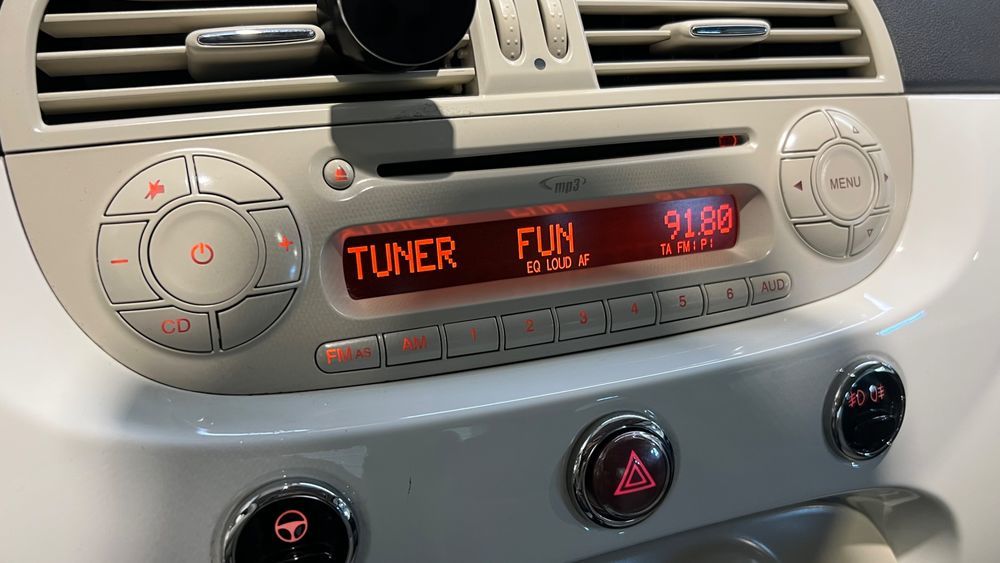 mp3
MENU
TUNER FUN 91.80
EQ LOUD AF TA FM1 P1
CD
FM AS AM 1 2 3 4 5 6 AUD